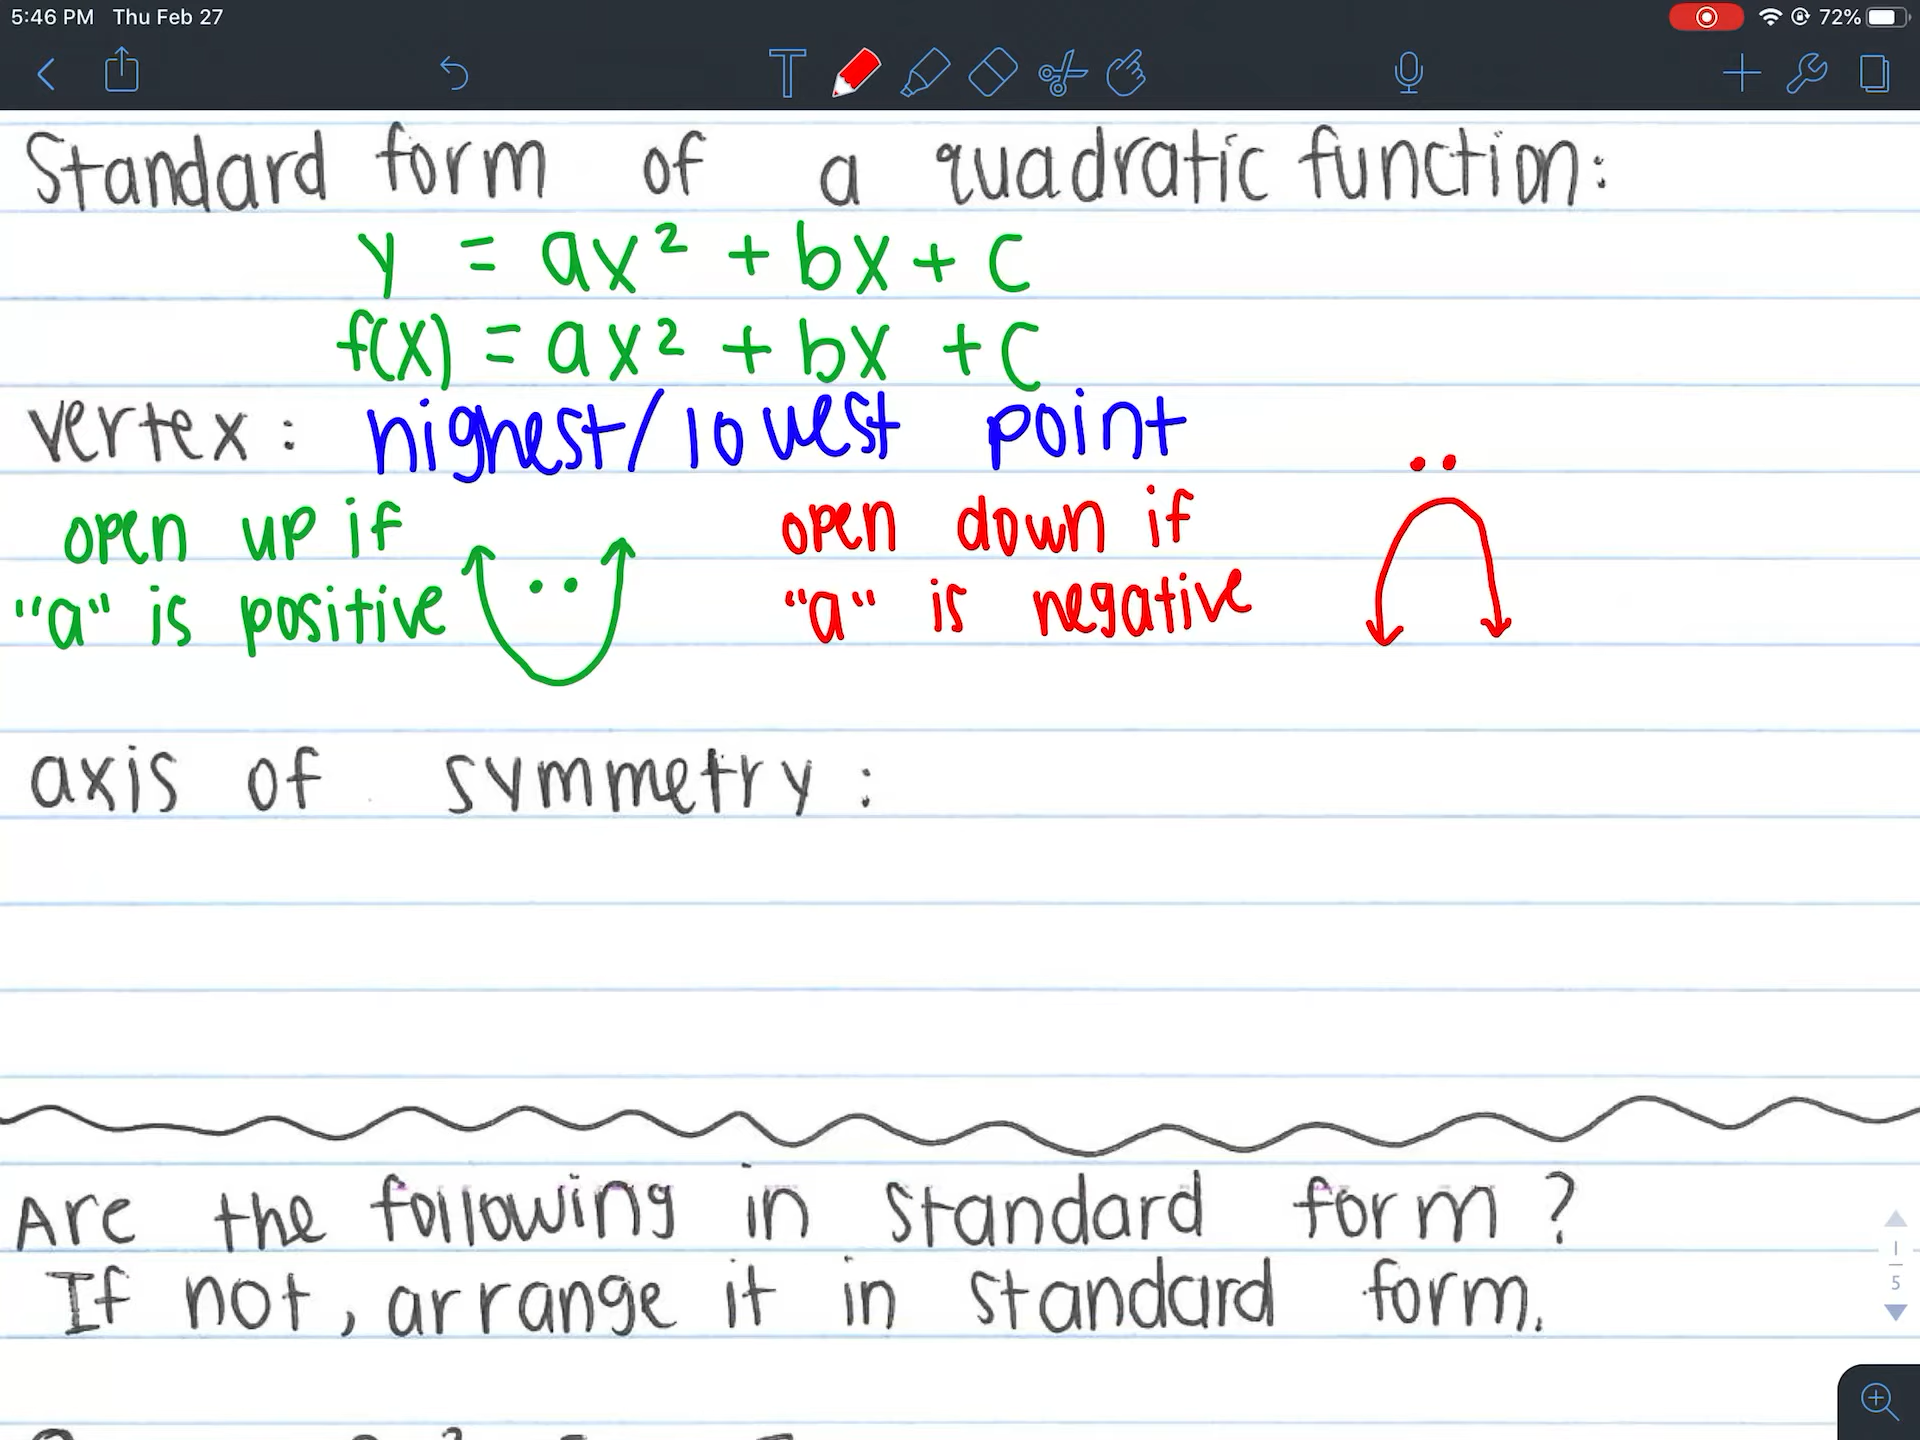 5:46 PM Thu Feb 27 72%
Standard form of a quadratic function:
y = ax² + bx + c
f(x) = ax² + bx + c
vertex: highest/lowest point
open up if open down if
"a" is positive "a" is negative
axis of symmetry:
Are the following in standard form?
If not, arrange it in standard form.
1
5